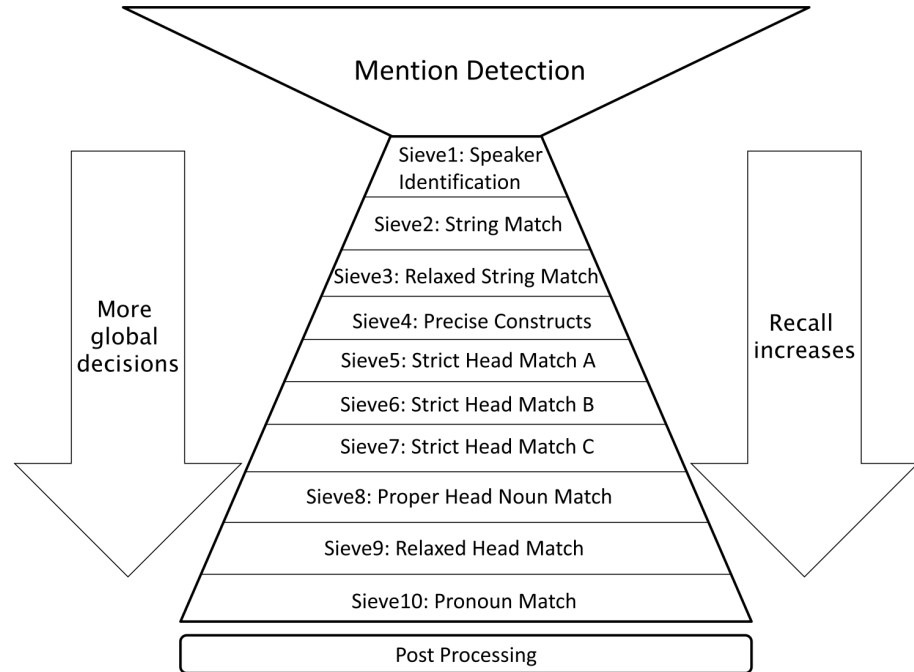 Mention Detection
Sieve1: Speaker
Identification
Sieve2: String Match
Sieve3: Relaxed String Match
Sieve4: Precise Constructs
Sieve5: Strict Head Match A
Sieve6: Strict Head Match B
Sieve7: Strict Head Match C
Sieve8: Proper Head Noun Match
Sieve9: Relaxed Head Match
Sieve10: Pronoun Match
Post Processing
More
global
decisions
Recall
increases